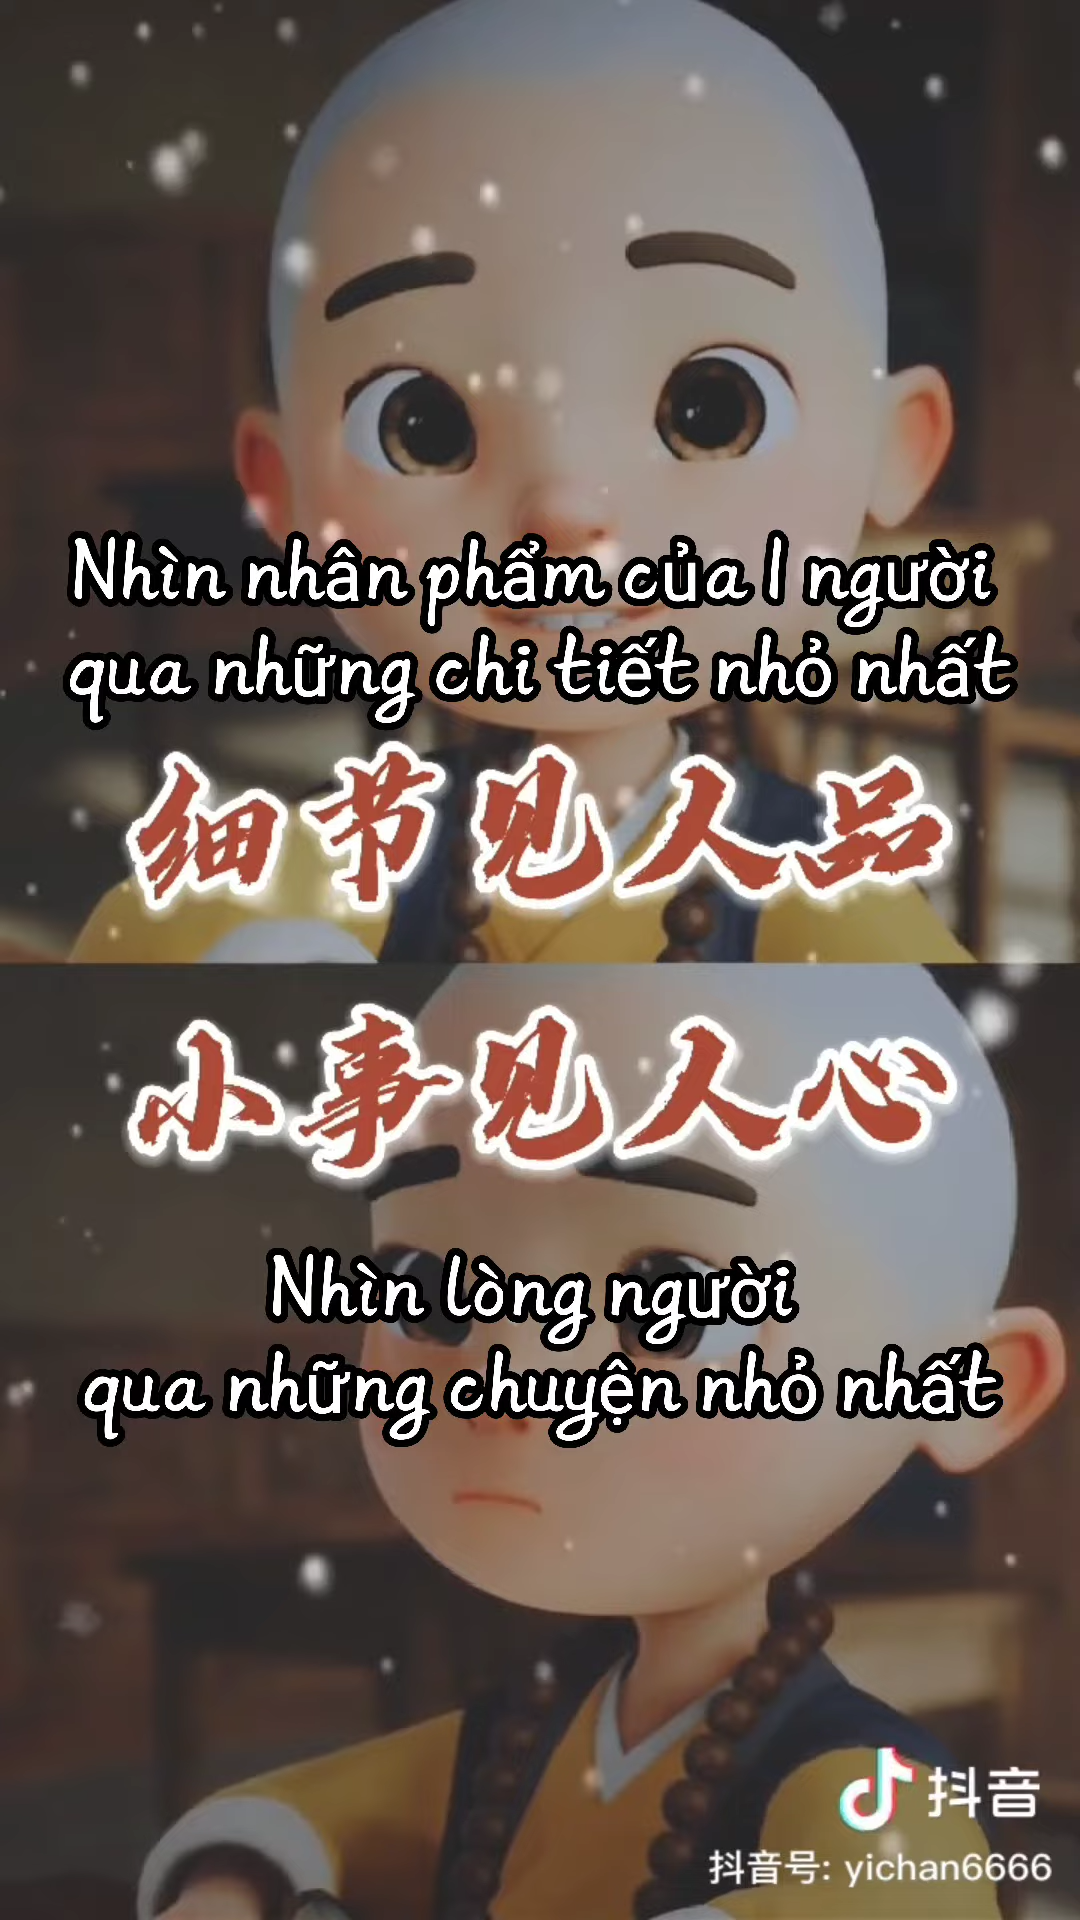 Nhìn nhân phẩm của 1 người
qua những chi tiết nhỏ nhất
细节见人品
小事见人心
Nhìn lòng người
qua những chuyện nhỏ nhất
抖音
抖音号: yichan6666